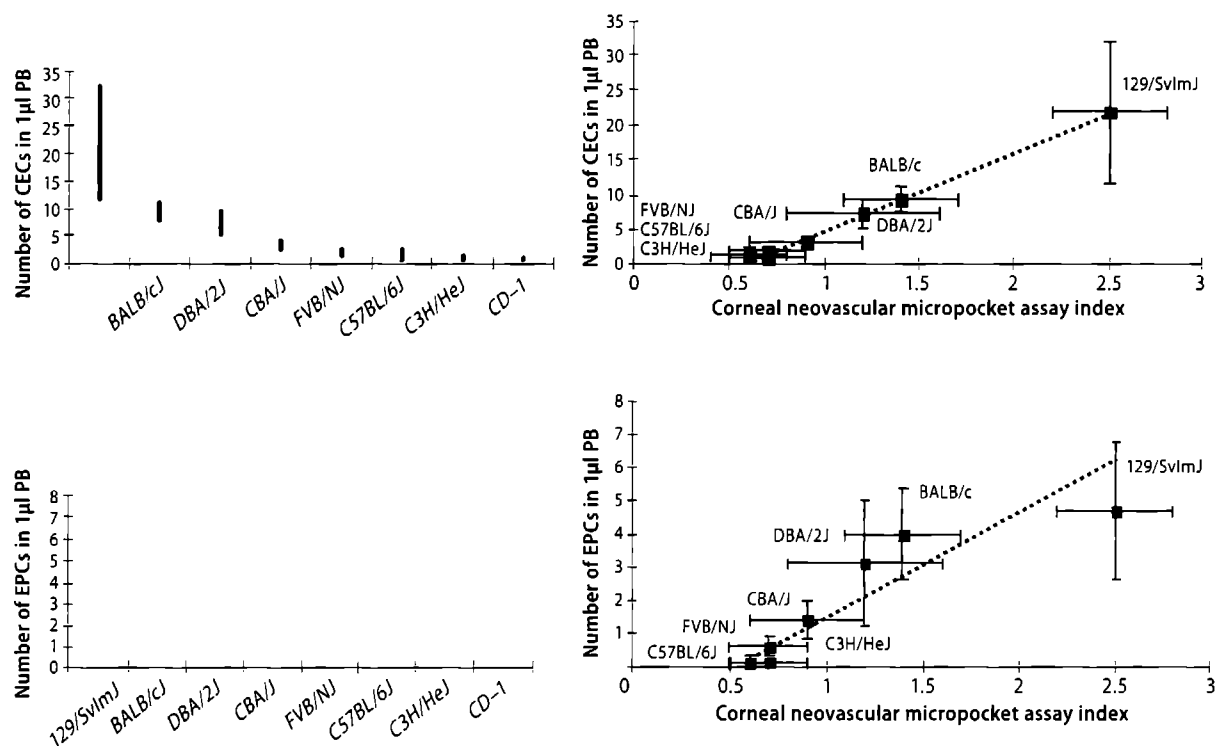 Number of CECs in 1μl PB
35
30
25
20
15
10
5
0
BALB/cJ
DBA/2J
CBA/J
FVB/NJ
C57BL/6J
C3H/HeJ
CD–1
Number of CECs in 1μl PB
35
30
25
20
15
10
5
0
129/SvImJ
BALB/c
FVB/NJ
CBA/J
C57BL/6J
DBA/2J
C3H/HeJ
0 0.5 1 1.5 2 2.5 3
Corneal neovascular micropocket assay index
Number of EPCs in 1μl PB
8
7
6
5
4
3
2
1
0
129/SvImJ
BALB/cJ
DBA/2J
CBA/J
FVB/NJ
C57BL/6J
C3H/HeJ
CD–1
Number of EPCs in 1μl PB
8
7
6
5
4
3
2
1
129/SvImJ
BALB/c
DBA/2J
CBA/J
FVB/NJ
C3H/HeJ
C57BL/6J
0 0.5 1 1.5 2 2.5 3
Corneal neovascular micropocket assay index